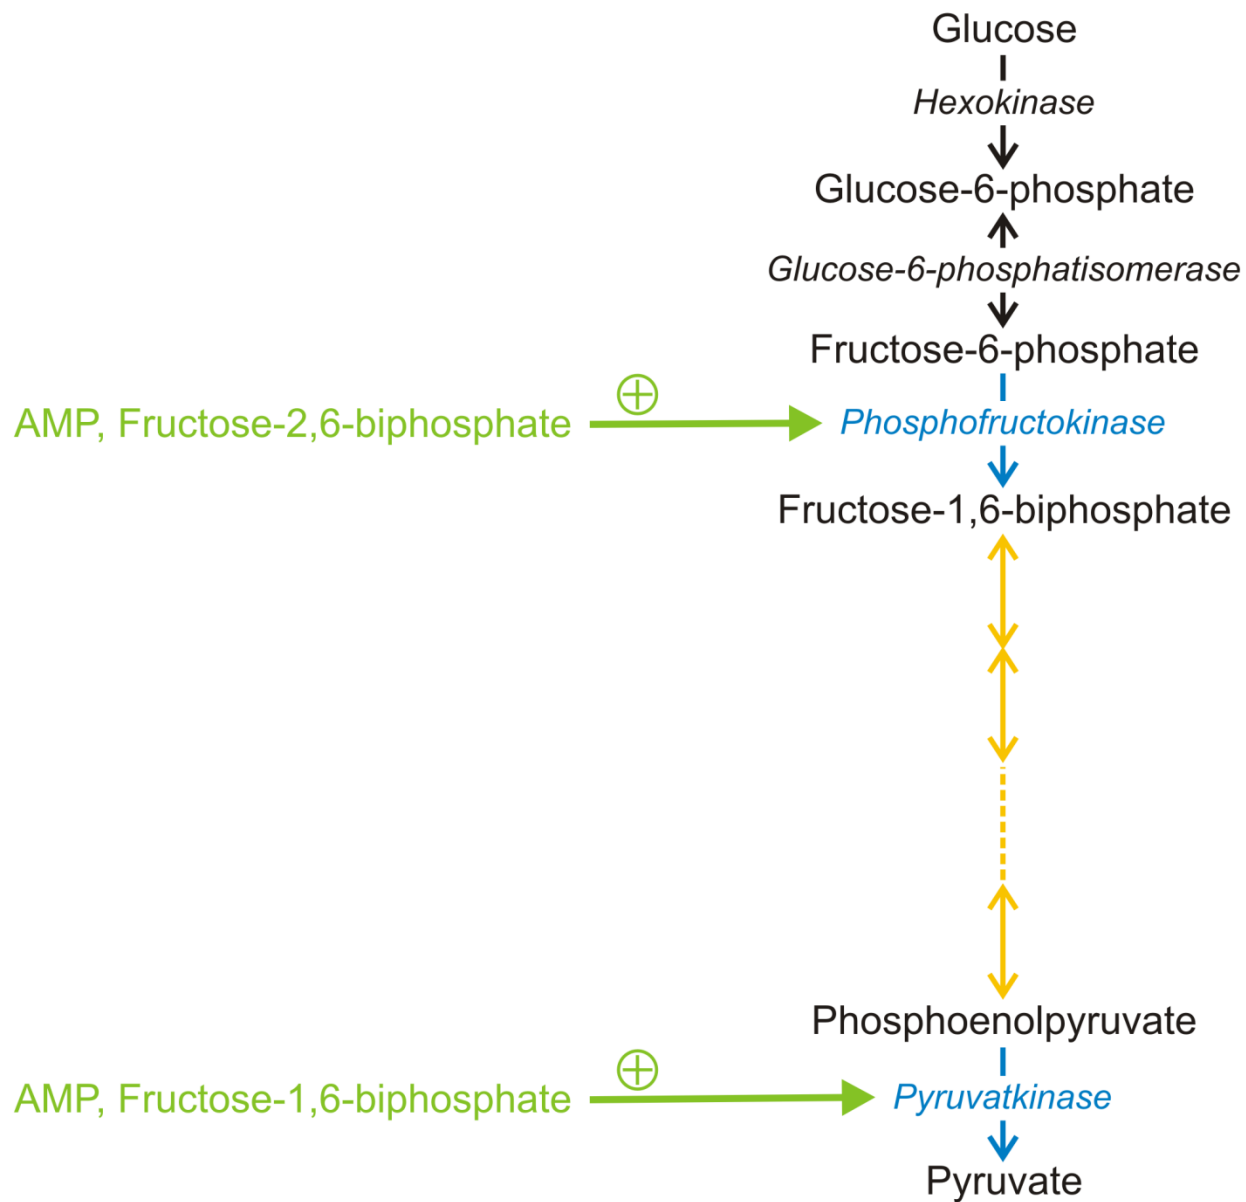 Glucose
Hexokinase
Glucose-6-phosphate
Glucose-6-phosphatisomerase
Fructose-6-phosphate
AMP, Fructose-2,6-biphosphate
Phosphofructokinase
Fructose-1,6-biphosphate
Phosphoenolpyruvate
AMP, Fructose-1,6-biphosphate
Pyruvatkinase
Pyruvate